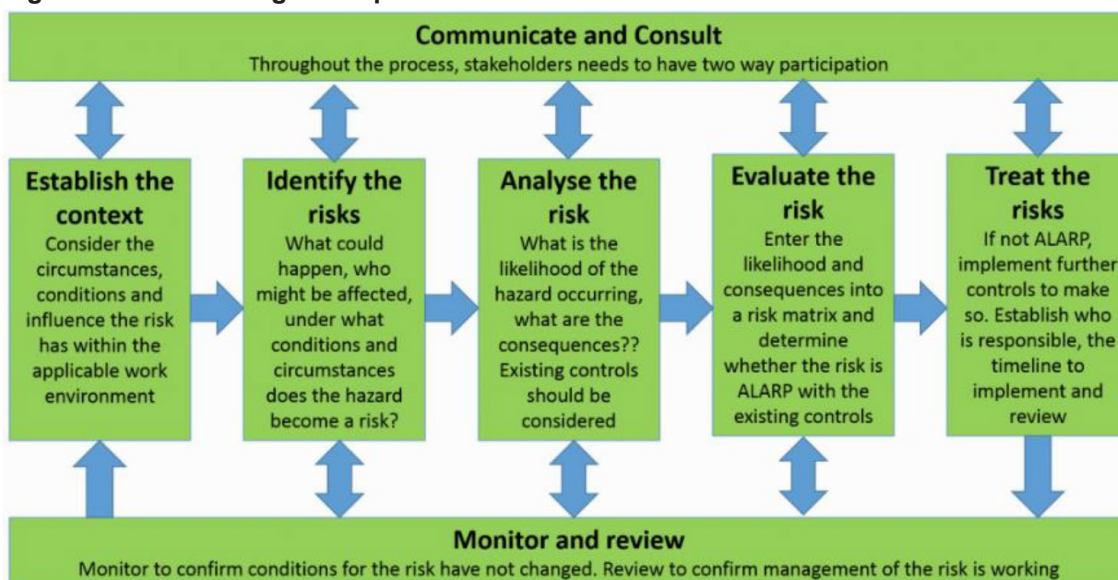 Communicate and Consult
Throughout the process, stakeholders needs to have two way participation
Establish the
context
Consider the
circumstances,
conditions and
influence the risk
has within the
applicable work
environment
Identify the
risks
What could
happen, who
might be affected,
under what
conditions and
circumstances
does the hazard
become a risk?
Analyse the
risk
What is the
likelihood of the
hazard occurring,
what are the
consequences??
Existing controls
should be
considered
Evaluate the
risk
Enter the
likelihood and
consequences into
a risk matrix and
determine
whether the risk is
ALARP with the
existing controls
Treat the
risks
If not ALARP,
implement further
controls to make
so. Establish who
is responsible, the
timeline to
implement and
review
Monitor and review
Monitor to confirm conditions for the risk have not changed. Review to confirm management of the risk is working